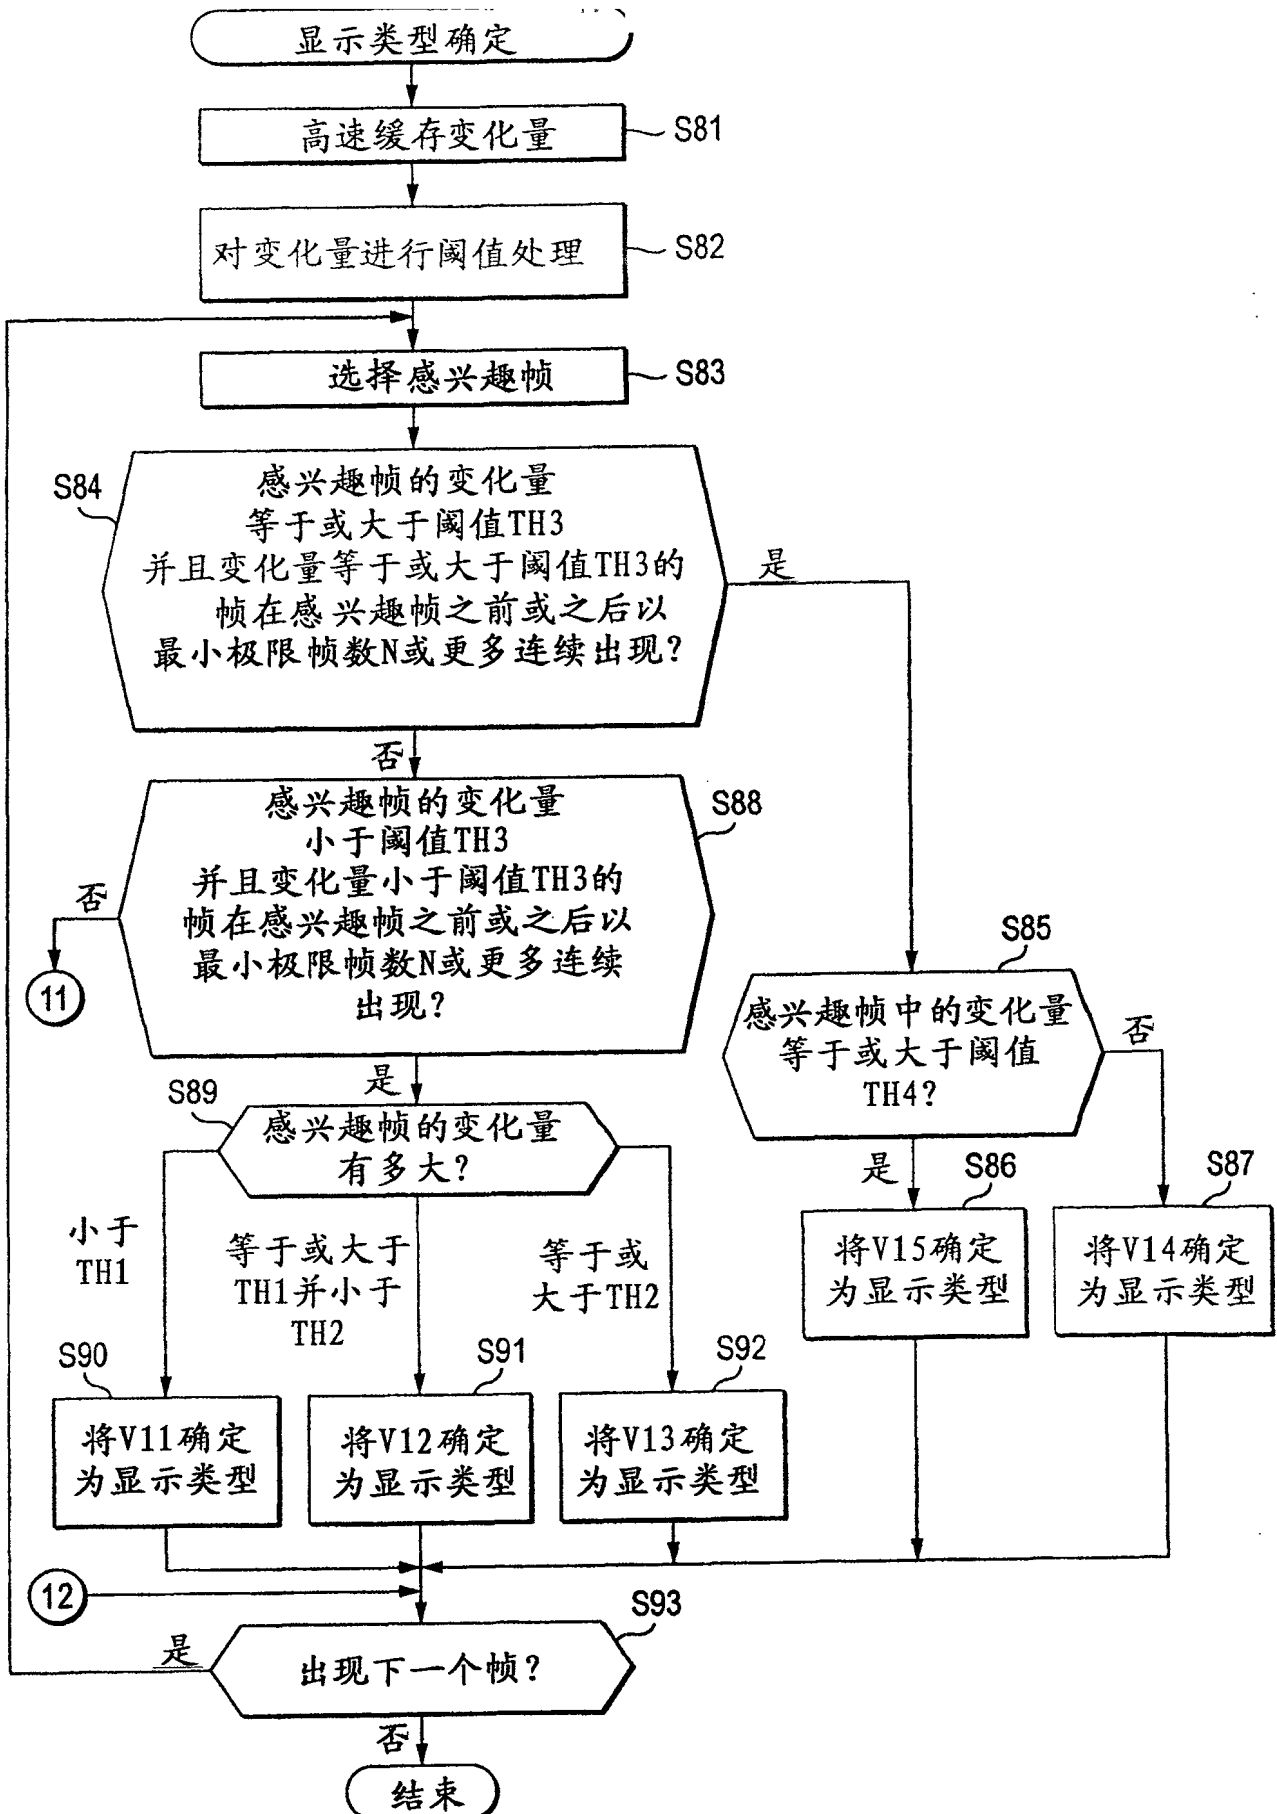 显示类型确定
高速缓存变化量
S81
对变化量进行阈值处理
S82
选择感兴趣帧
S83
S84
感兴趣帧的变化量
等于或大于阈值TH3
并且变化量等于或大于阈值TH3的
帧在感兴趣帧之前或之后以
最小极限帧数N或更多连续出现?
是
否
S88
感兴趣帧的变化量
小于阈值TH3
并且变化量小于阈值TH3的
帧在感兴趣帧之前或之后以
最小极限帧数N或更多连续
出现?
否
11
是
S85
感兴趣帧中的变化量
等于或大于阈值
TH4?
否
是
S89
感兴趣帧的变化量
有多大?
小于
TH1
等于或大于
TH1并小于
TH2
等于或
大于TH2
S86
将V15确定
为显示类型
S87
将V14确定
为显示类型
S90
将V11确定
为显示类型
S91
将V12确定
为显示类型
S92
将V13确定
为显示类型
12
S93
出现下一个帧?
是
否
结束